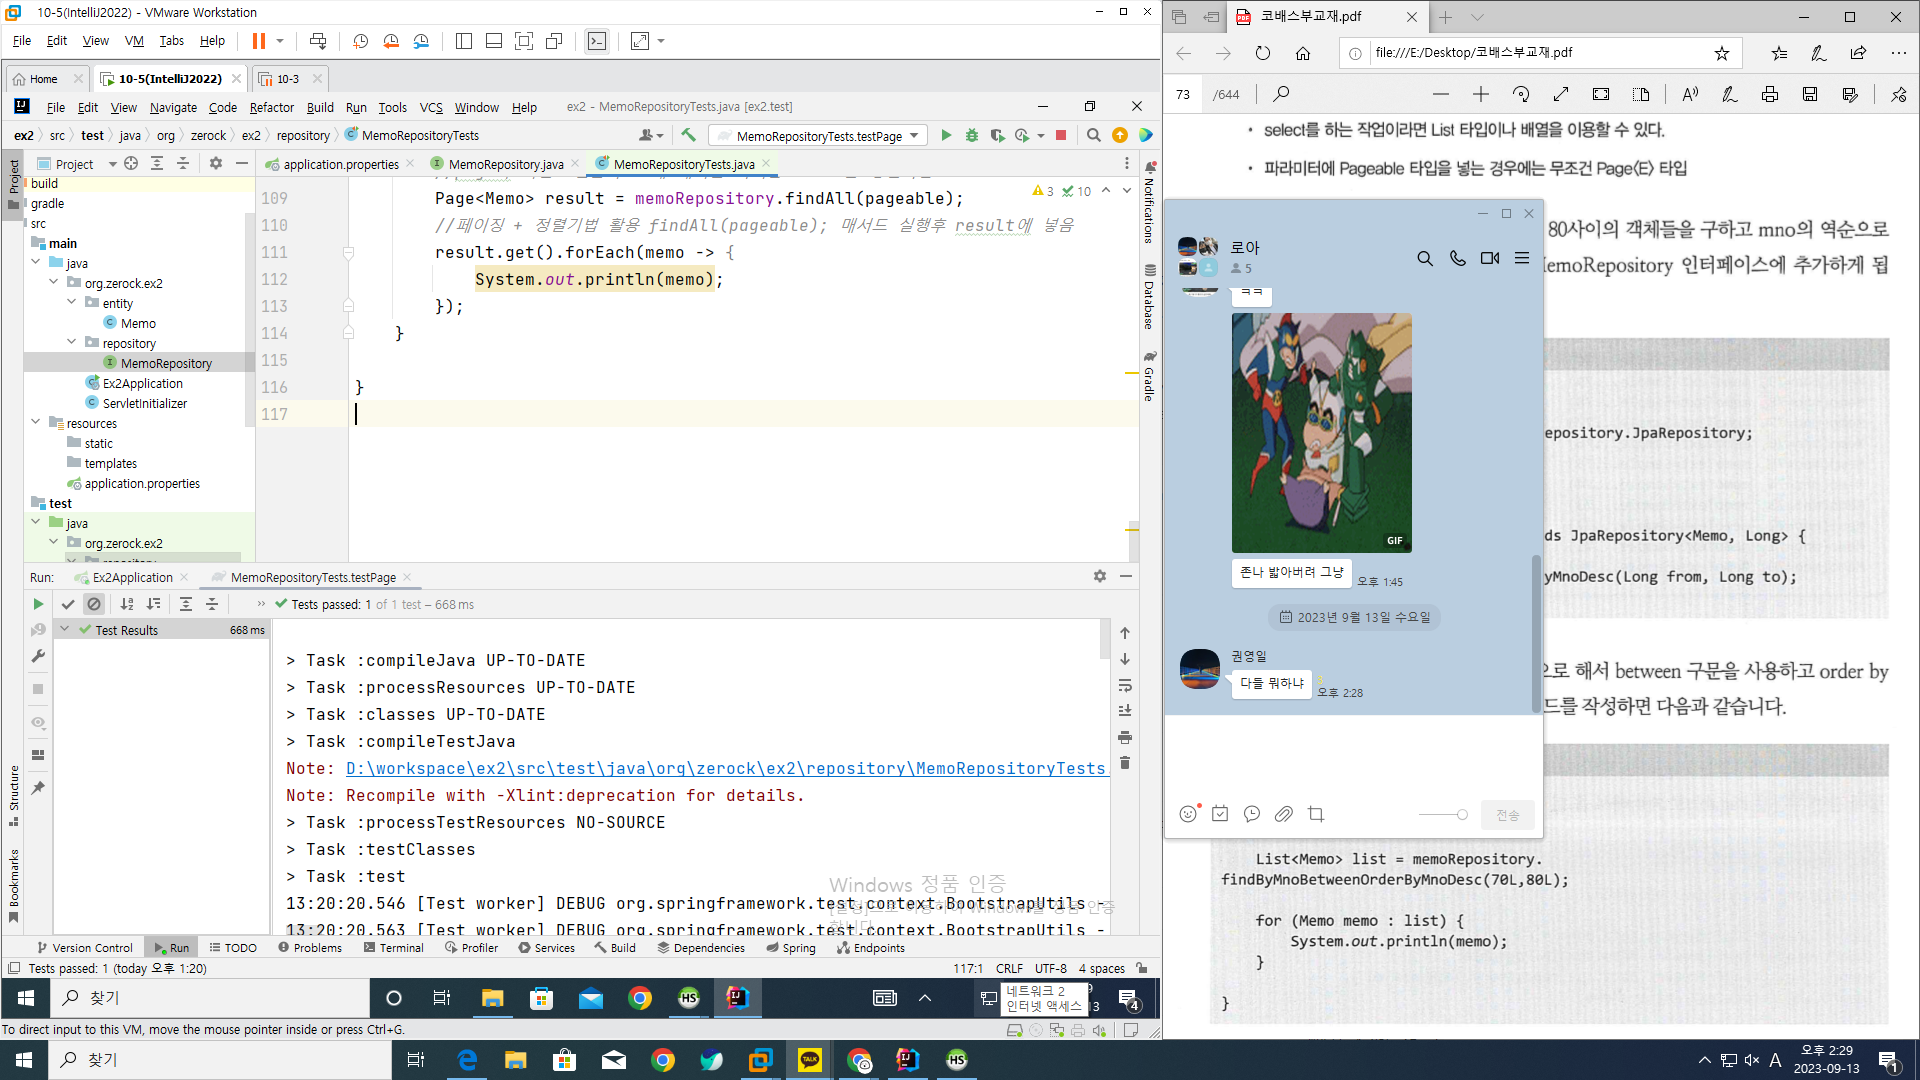 10-5(IntelliJ2022) - VMware Workstation
File Edit View VM Tabs Help
Home
10-5(IntelliJ2022)
10-3
File Edit View Navigate Code Refactor Build Run Tools VCS Window Help
ex2 - MemoRepositoryTests.java [ex2.test]
ex2 src test java org zerock ex2 repository MemoRepositoryTests
MemoRepositoryTests.testPage
Project
application.properties
MemoRepository.java
MemoRepositoryTests.java
Project
build
gradle
src
main
java
org.zerock.ex2
entity
Memo
repository
MemoRepository
Ex2Application
ServletInitializer
resources
static
templates
application.properties
test
java
org.zerock.ex2
3 10
109 Page<Memo> result = memoRepository.findAll(pageable);
110 //페이징 + 정렬기법 활용 findAll(pageable); 매서드 실행후 result에 넣음
111 result.get().forEach(memo -> {
112 System.out.println(memo);
113 });
114 }
115
116 }
117
Notifications
Database
Gradle
Run:
Ex2Application
MemoRepositoryTests.testPage
Tests passed: 1 of 1 test – 668 ms
Test Results 668 ms
> Task :compileJava UP-TO-DATE
> Task :processResources UP-TO-DATE
> Task :classes UP-TO-DATE
> Task :compileTestJava
Note: D:\workspace\ex2\src\test\java\org\zerock\ex2\repository\MemoRepositoryTests.
Note: Recompile with -Xlint:deprecation for details.
> Task :processTestResources NO-SOURCE
> Task :testClasses
> Task :test
13:20:20.546 [Test worker] DEBUG org.springframework.test.context.BootstrapUtils -
13:20:20.563 [Test worker] DEBUG org.springframework.test.context.BootstrapUtils -
Windows 정품 인증
Structure
Bookmarks
Version Control Run TODO Problems Terminal Profiler Services Build Dependencies Spring Endpoints
Tests passed: 1 (today 오후 1:20)
117:1 CRLF UTF-8 4 spaces
찾기
네트워크 2
인터넷 액세스
4
To direct input to this VM, move the mouse pointer inside or press Ctrl+G.
코배스부교재.pdf
file:///E:/Desktop/코배스부교재.pdf
73 /644
• select를 하는 작업이라면 List 타입이나 배열을 이용할 수 있다.
• 파라미터에 Pageable 타입을 넣는 경우에는 무조건 Page<E> 타입
80사이의 객체들을 구하고 mno의 역순으로
MemoRepository 인터페이스에 추가하게 됩
epository.JpaRepository;
ds JpaRepository<Memo, Long> {
yMnoDesc(Long from, Long to);
으로 해서 between 구문을 사용하고 order by
드를 작성하면 다음과 같습니다.
List<Memo> list = memoRepository.
findByMnoBetweenOrderByMnoDesc(70L,80L);
for (Memo memo : list) {
System.out.println(memo);
}
}
로아
5
ㅋㅋ
GIF
존나 밟아버려 그냥
오후 1:45
2023년 9월 13일 수요일
권영일
다들 뭐하냐
3
오후 2:28
전송
찾기
TALK
A
오후 2:29
2023-09-13
1